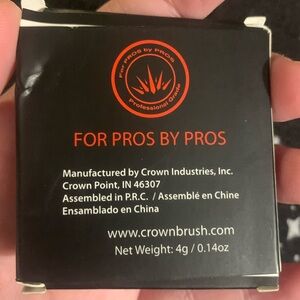 For PROS by PROS
Professional Grade
FOR PROS BY PROS
Manufactured by Crown Industries, Inc.
Crown Point, IN 46307
Assembled in P.R.C. / Assemblé en Chine
Ensamblado en China
www.crownbrush.com
Net Weight: 4g / 0.14oz